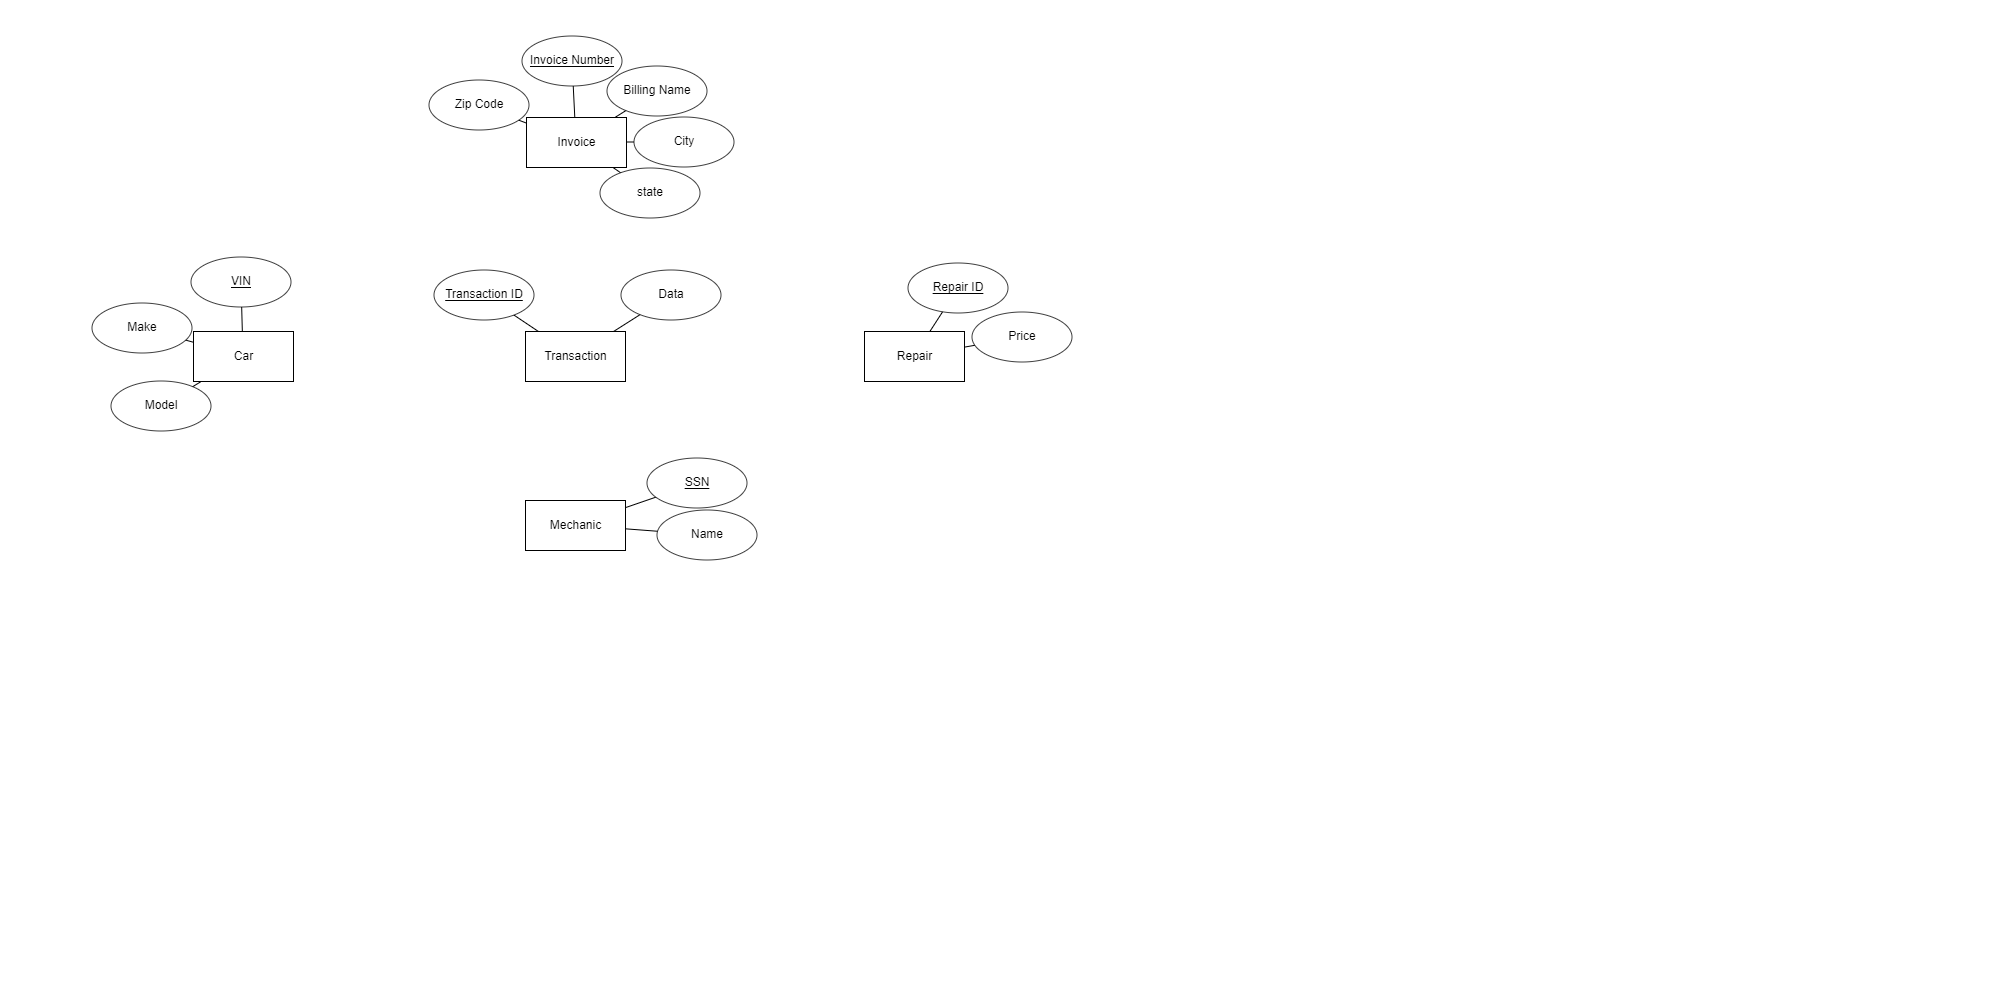 Invoice Number
Billing Name
Zip Code
Invoice
City
state
VIN
Transaction ID
Data
Repair ID
Make
Price
Car
Transaction
Repair
Model
SSN
Mechanic
Name